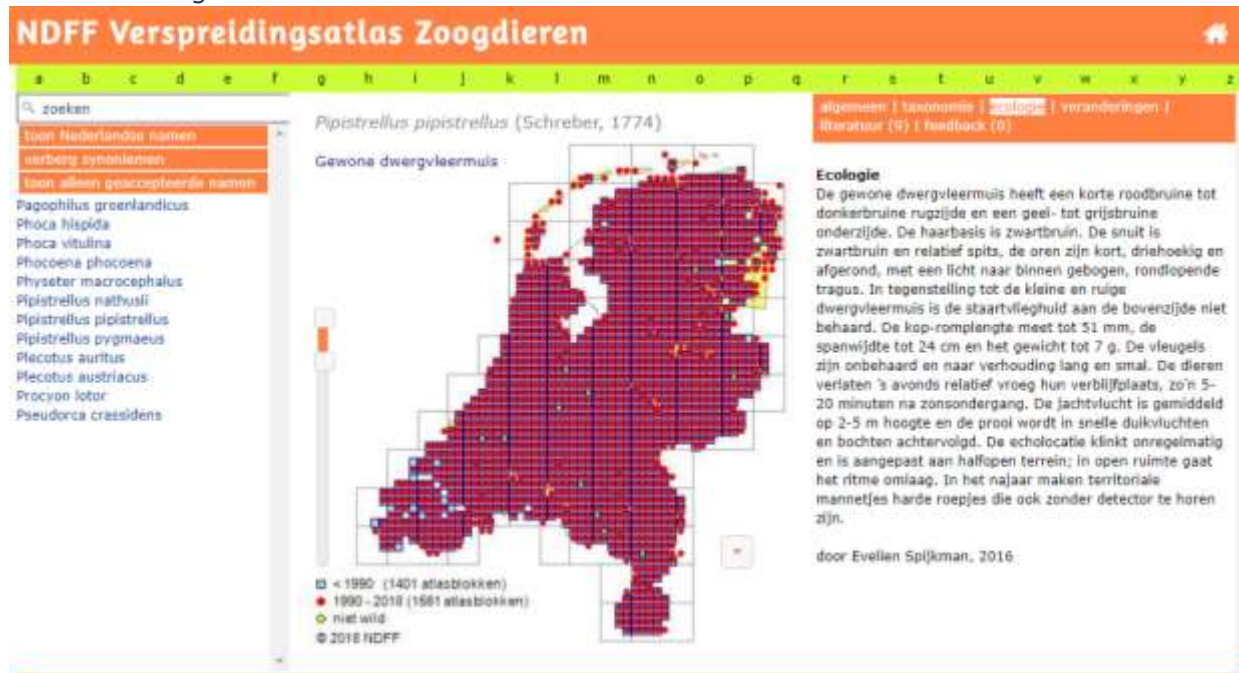 NDFF Verspreidingsatlas Zoogdieren
a b c d e f g h i j k l m n o p q r s t u v w x y z
zoeken
toon Nederlandse namen
verberg synoniemen
toon alleen geaccepteerde namen
Pagophilus groenlandicus
Phoca hispida
Phoca vitulina
Phocoena phocoena
Physeter macrocephalus
Pipistrellus nathusii
Pipistrellus pipistrellus
Pipistrellus pygmaeus
Plecotus auritus
Plecotus austriacus
Procyon lotor
Pseudorca crassidens
Pipistrellus pipistrellus (Schreber, 1774)
Gewone dwergvleermuis
< 1990 (1401 atlasblokken)
1990 - 2018 (1561 atlasblokken)
niet wild
© 2018 NDFF
algemeen | taxonomie | ecologie | veranderingen |
literatuur (9) | feedback (0)
Ecologie
De gewone dwergvleermuis heeft een korte roodbruine tot
donkerbruine rugzijde en een geel- tot grijsbruine
onderzijde. De haarbasis is zwartbruin. De snuit is
zwartbruin en relatief spits, de oren zijn kort, driehoekig en
afgerond, met een licht naar binnen gebogen, rondlopende
tragus. In tegenstelling tot de kleine en ruige
dwergvleermuis is de staartvlieghuid aan de bovenzijde niet
behaard. De kop-romplengte meet tot 51 mm, de
spanwijdte tot 24 cm en het gewicht tot 7 g. De vleugels
zijn onbehaard en naar verhouding lang en smal. De dieren
verlaten 's avonds relatief vroeg hun verblijfplaats, zo'n 5-
20 minuten na zonsondergang. De jachtvlucht is gemiddeld
op 2-5 m hoogte en de prooi wordt in snelle duikvluchten
en bochten achtervolgd. De echolocatie klinkt onregelmatig
en is aangepast aan halfopen terrein; in open ruimte gaat
het ritme omlaag. In het najaar maken territoriale
mannetjes harde roepjes die ook zonder detector te horen
zijn.
door Evelien Spijkman, 2016